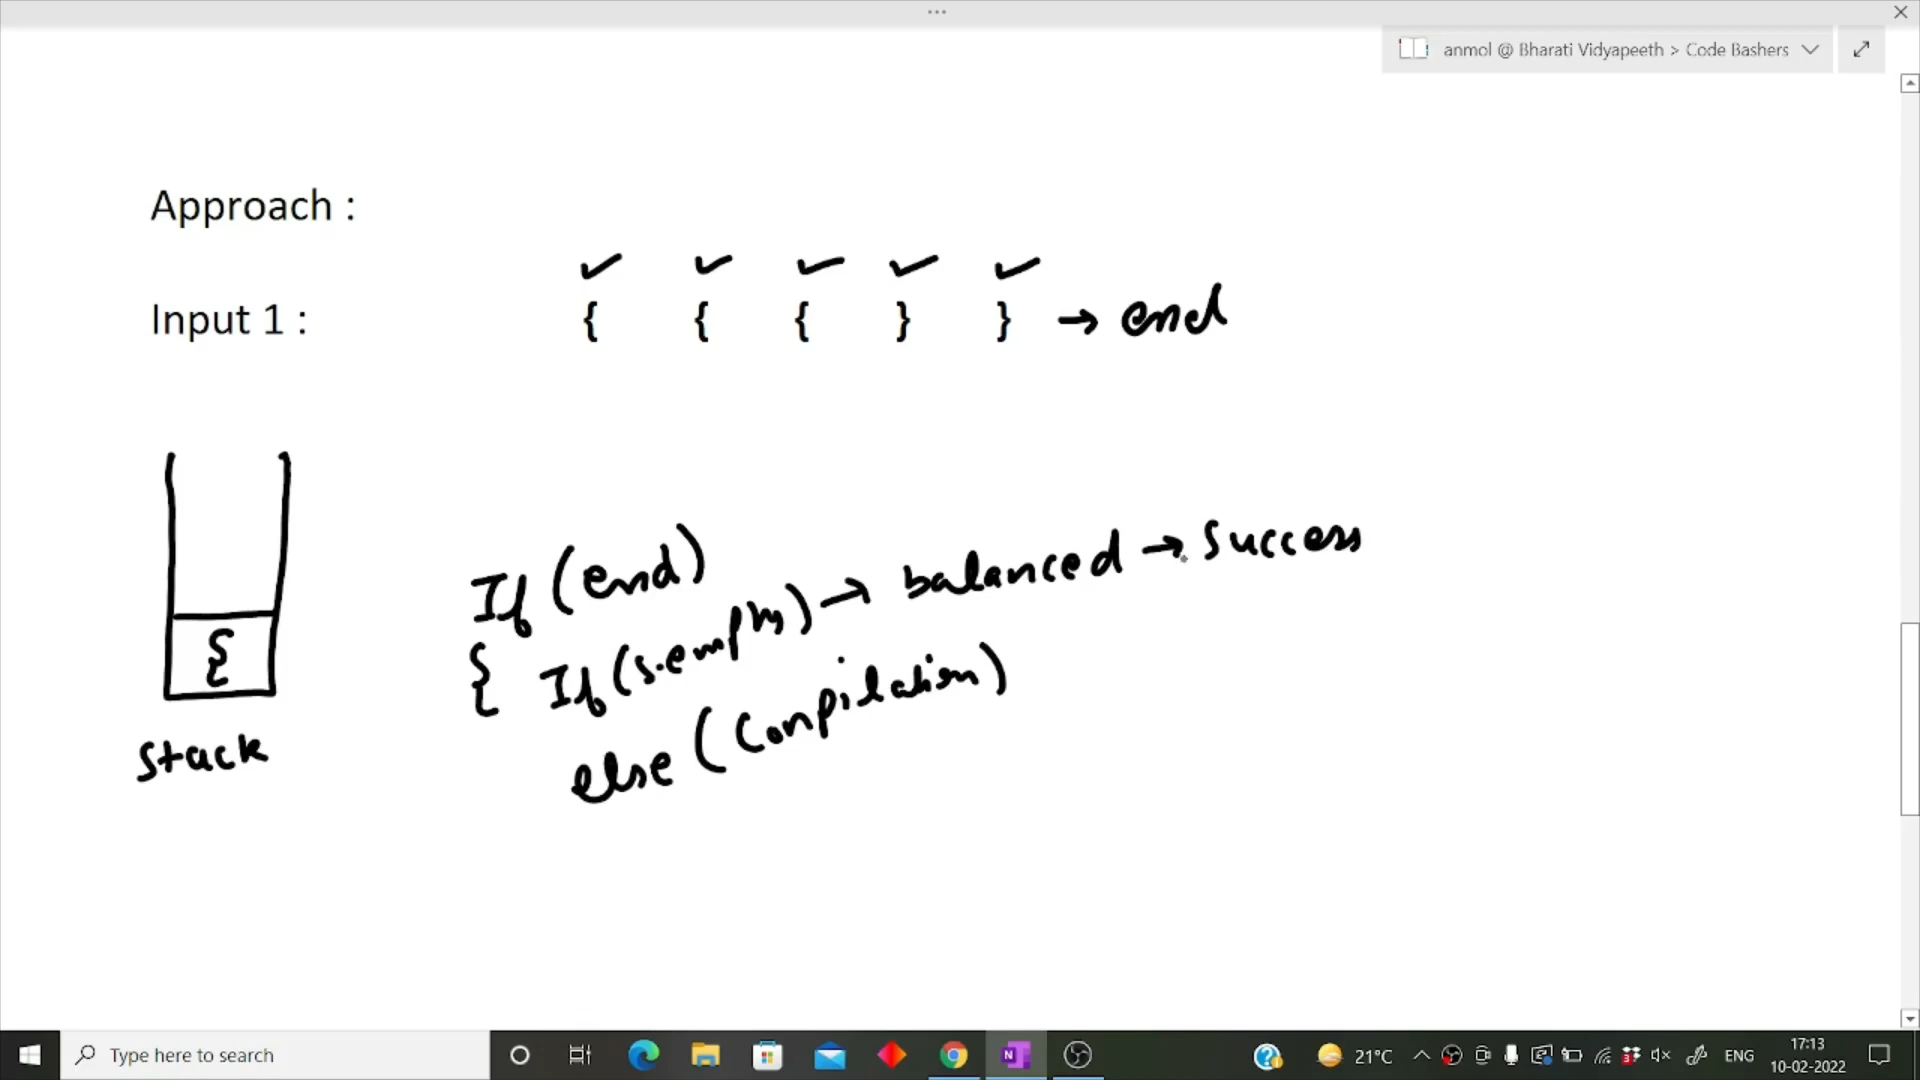 anmol @ Bharati Vidyapeeth > Code Bashers
Approach :
Input 1 : { { { } } → end
If (end)
{ If (s.empty) → balanced → Success
else (Compilation)
{
Stack
Type here to search
21°C
ENG
17:13
10-02-2022